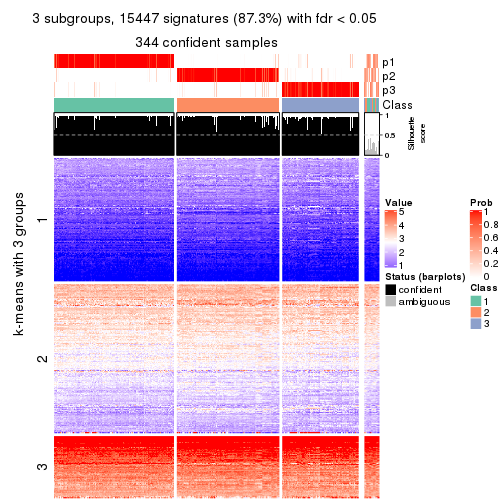 3 subgroups, 15447 signatures (87.3%) with fdr < 0.05
344 confident samples
p1
p2
p3
Class
1
0.5
0
Silhouette
score
k-means with 3 groups
1
2
3
Value
5
4
3
2
1
Prob
1
0.8
0.6
0.4
0.2
0
Status (barplots)
confident
ambiguous
Class
1
2
3